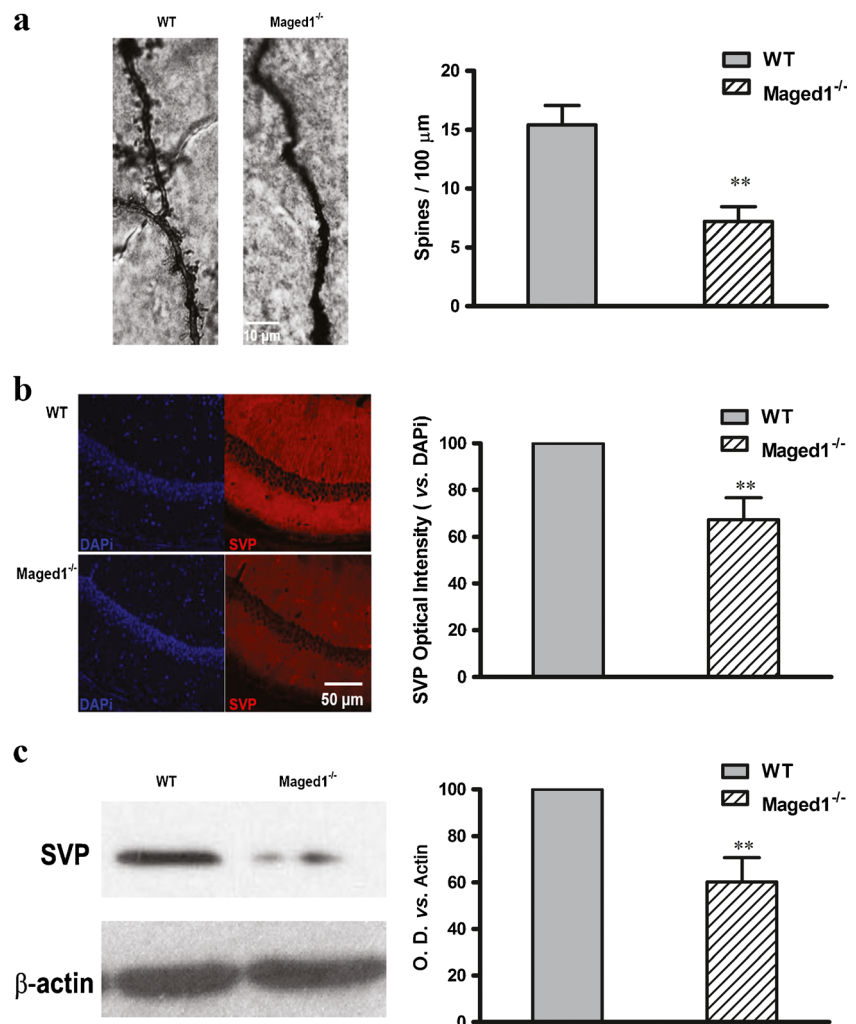 a
WT
Maged1-/-
10 µm
Spines / 100 µm
20
15
10
5
0
WT
Maged1-/-
**
b
WT
DAPi
SVP
Maged1-/-
DAPi
SVP
50 µm
SVP Optical Intensity ( vs. DAPi)
100
80
60
40
20
0
WT
Maged1-/-
**
c
WT
Maged1-/-
SVP
β-actin
O. D. vs. Actin
100
80
60
40
20
0
WT
Maged1-/-
**